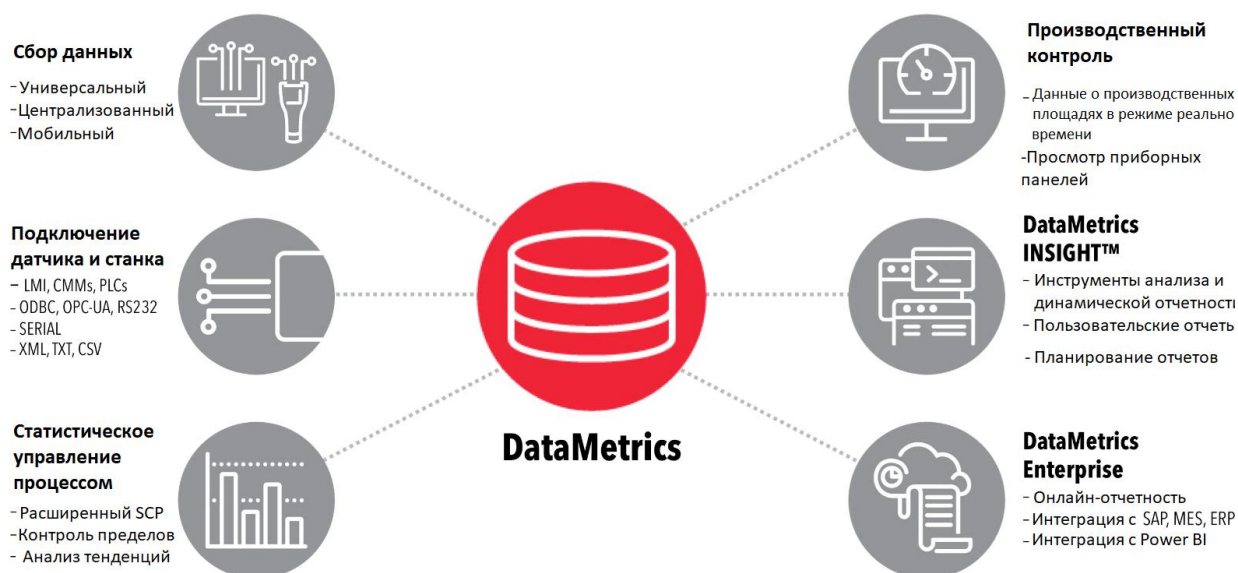 Сбор данных
- Универсальный
- Централизованный
- Мобильный
Подключение
датчика и станка
- LMI, CMMs, PLCs
- ODBC, OPC-UA, RS232
- SERIAL
- XML, TXT, CSV
Статистическое
управление
процессом
- Расширенный SCP
- Контроль пределов
- Анализ тенденций
DataMetrics
Производственный
контроль
- Данные о производственных
площадях в режиме реально
времени
-Просмотр приборных
панелей
DataMetrics
INSIGHT™
- Инструменты анализа и
динамической отчетности
- Пользовательские отчеты
- Планирование отчетов
DataMetrics
Enterprise
- Онлайн-отчетность
- Интеграция с SAP, MES, ERP
- Интеграция с Power BI